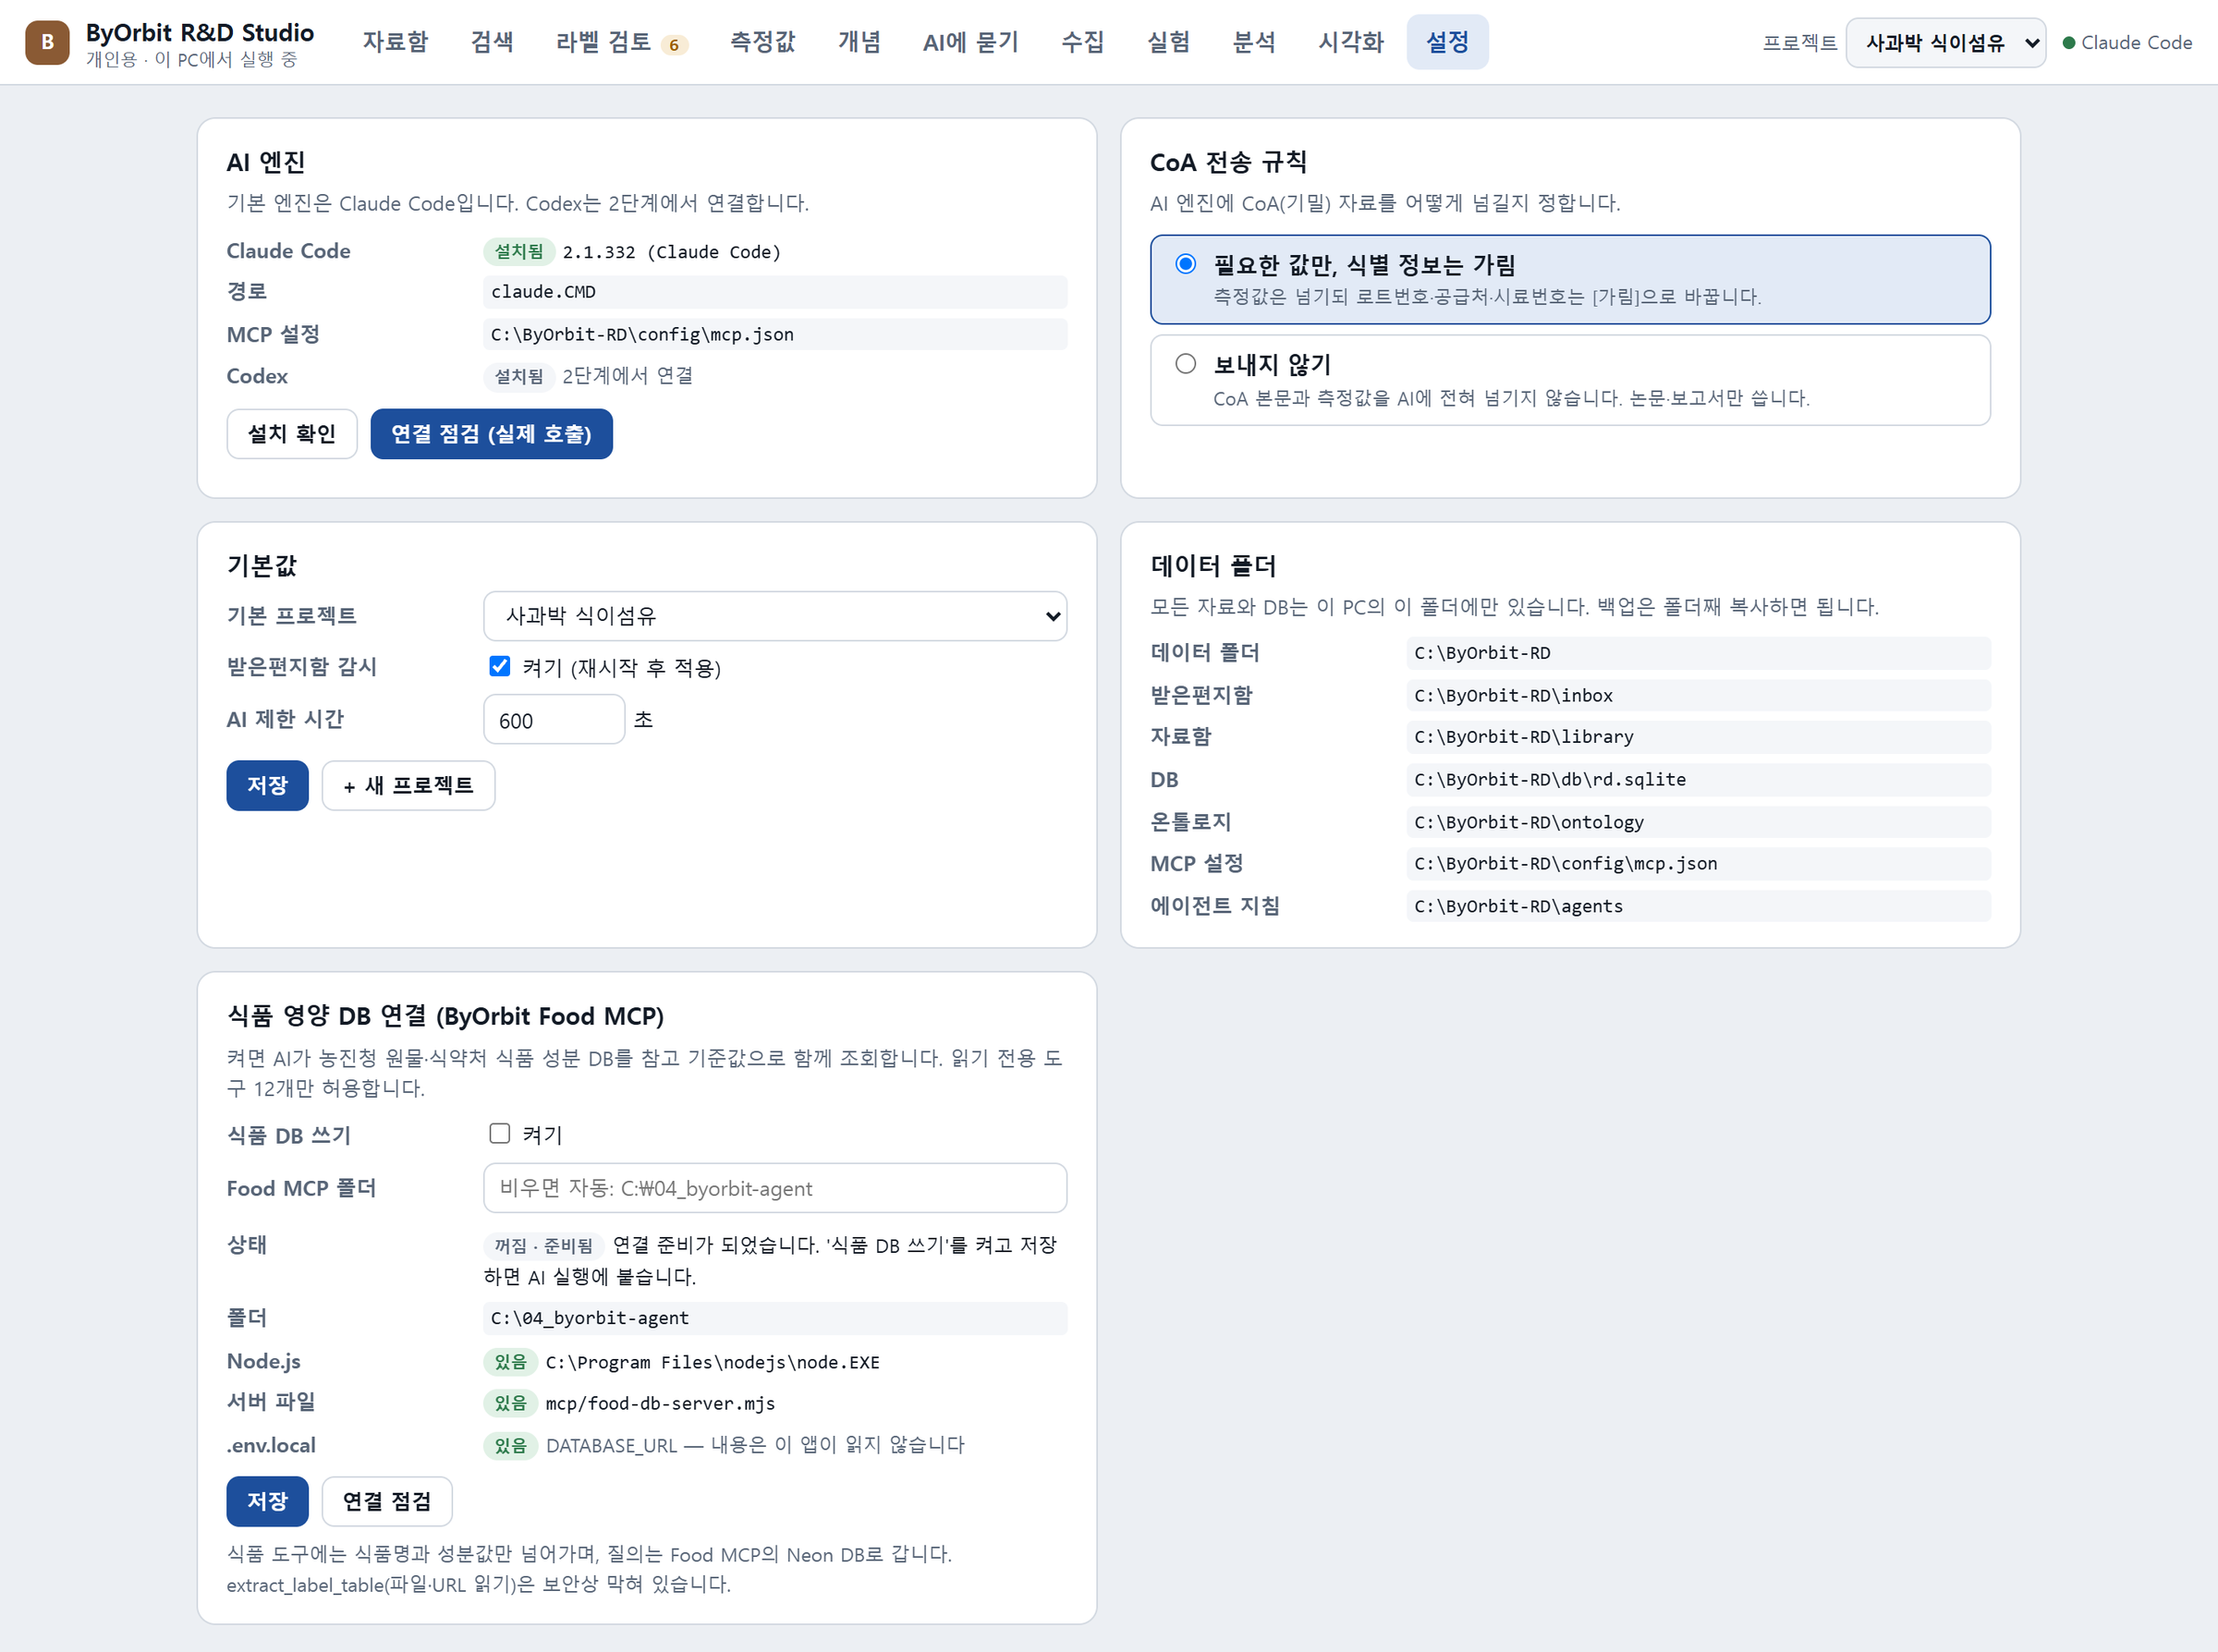 B
ByOrbit R&D Studio
개인용 · 이 PC에서 실행 중
자료함
검색
라벨 검토 6
측정값
개념
AI에 묻기
수집
실험
분석
시각화
설정
프로젝트
사과박 식이섬유
Claude Code
AI 엔진
기본 엔진은 Claude Code입니다. Codex는 2단계에서 연결합니다.
Claude Code
설치됨 2.1.332 (Claude Code)
경로
claude.CMD
MCP 설정
C:\ByOrbit-RD\config\mcp.json
Codex
설치됨 2단계에서 연결
설치 확인
연결 점검 (실제 호출)
CoA 전송 규칙
AI 엔진에 CoA(기밀) 자료를 어떻게 넘길지 정합니다.
필요한 값만, 식별 정보는 가림
측정값은 넘기되 로트번호·공급처·시료번호는 [가림]으로 바꿉니다.
보내지 않기
CoA 본문과 측정값을 AI에 전혀 넘기지 않습니다. 논문·보고서만 씁니다.
기본값
기본 프로젝트
사과박 식이섬유
받은편지함 감시
켜기 (재시작 후 적용)
AI 제한 시간
600 초
저장
+ 새 프로젝트
데이터 폴더
모든 자료와 DB는 이 PC의 이 폴더에만 있습니다. 백업은 폴더째 복사하면 됩니다.
데이터 폴더
C:\ByOrbit-RD
받은편지함
C:\ByOrbit-RD\inbox
자료함
C:\ByOrbit-RD\library
DB
C:\ByOrbit-RD\db\rd.sqlite
온톨로지
C:\ByOrbit-RD\ontology
MCP 설정
C:\ByOrbit-RD\config\mcp.json
에이전트 지침
C:\ByOrbit-RD\agents
식품 영양 DB 연결 (ByOrbit Food MCP)
켜면 AI가 농진청 원물·식약처 식품 성분 DB를 참고 기준값으로 함께 조회합니다. 읽기 전용 도
구 12개만 허용합니다.
식품 DB 쓰기
켜기
Food MCP 폴더
비우면 자동: C:₩04_byorbit-agent
상태
꺼짐 · 준비됨 연결 준비가 되었습니다. '식품 DB 쓰기'를 켜고 저장
하면 AI 실행에 붙습니다.
폴더
C:\04_byorbit-agent
Node.js
있음 C:\Program Files\nodejs\node.EXE
서버 파일
있음 mcp/food-db-server.mjs
.env.local
있음 DATABASE_URL — 내용은 이 앱이 읽지 않습니다
저장
연결 점검
식품 도구에는 식품명과 성분값만 넘어가며, 질의는 Food MCP의 Neon DB로 갑니다.
extract_label_table(파일·URL 읽기)은 보안상 막혀 있습니다.